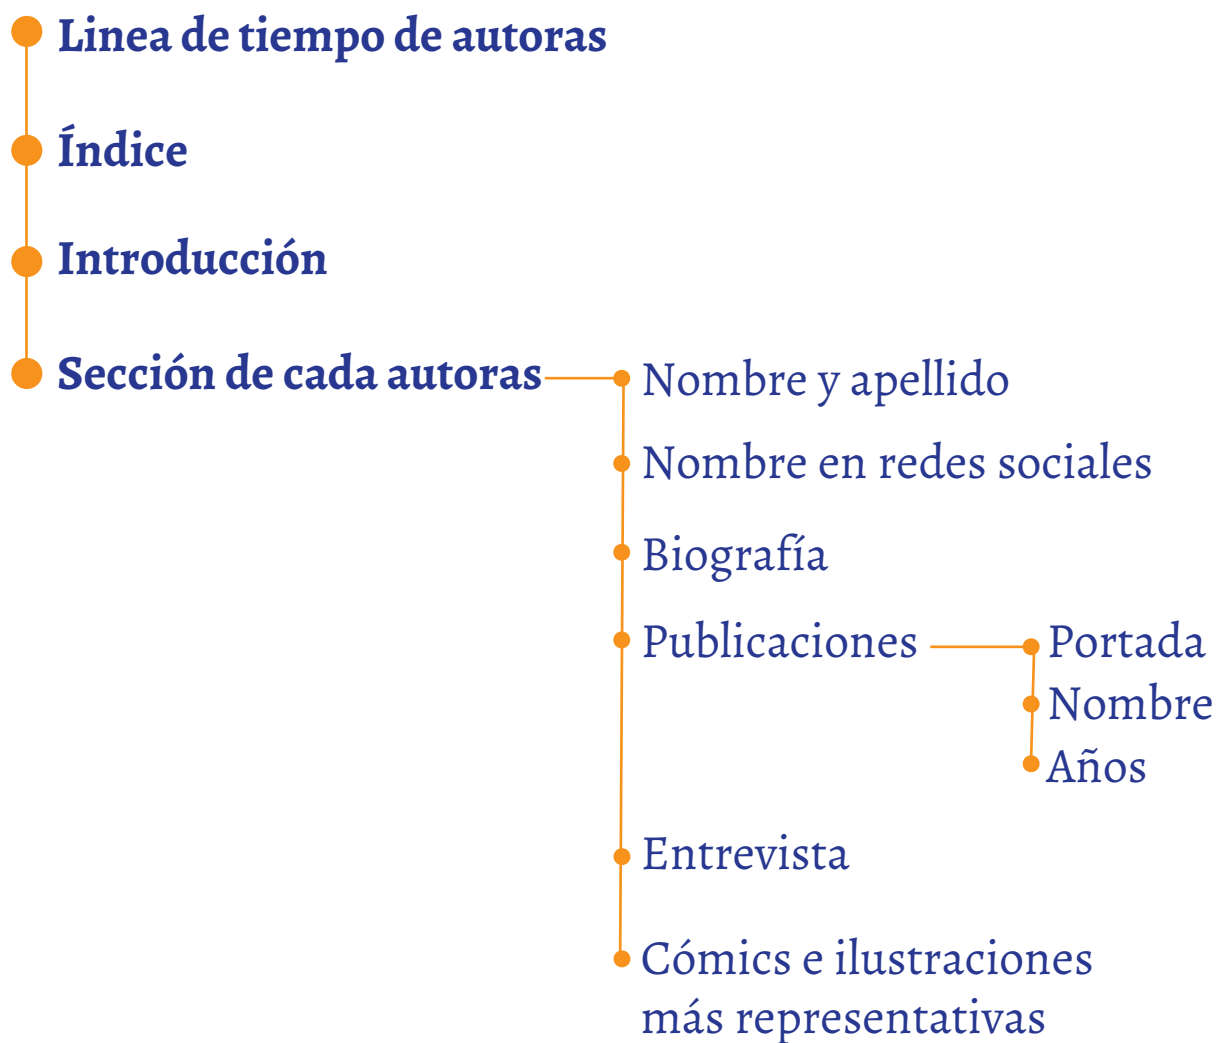 Linea de tiempo de autoras
Índice
Introducción
Sección de cada autoras
Nombre y apellido
Nombre en redes sociales
Biografía
Publicaciones
Portada
Nombre
Años
Entrevista
Cómics e ilustraciones
más representativas